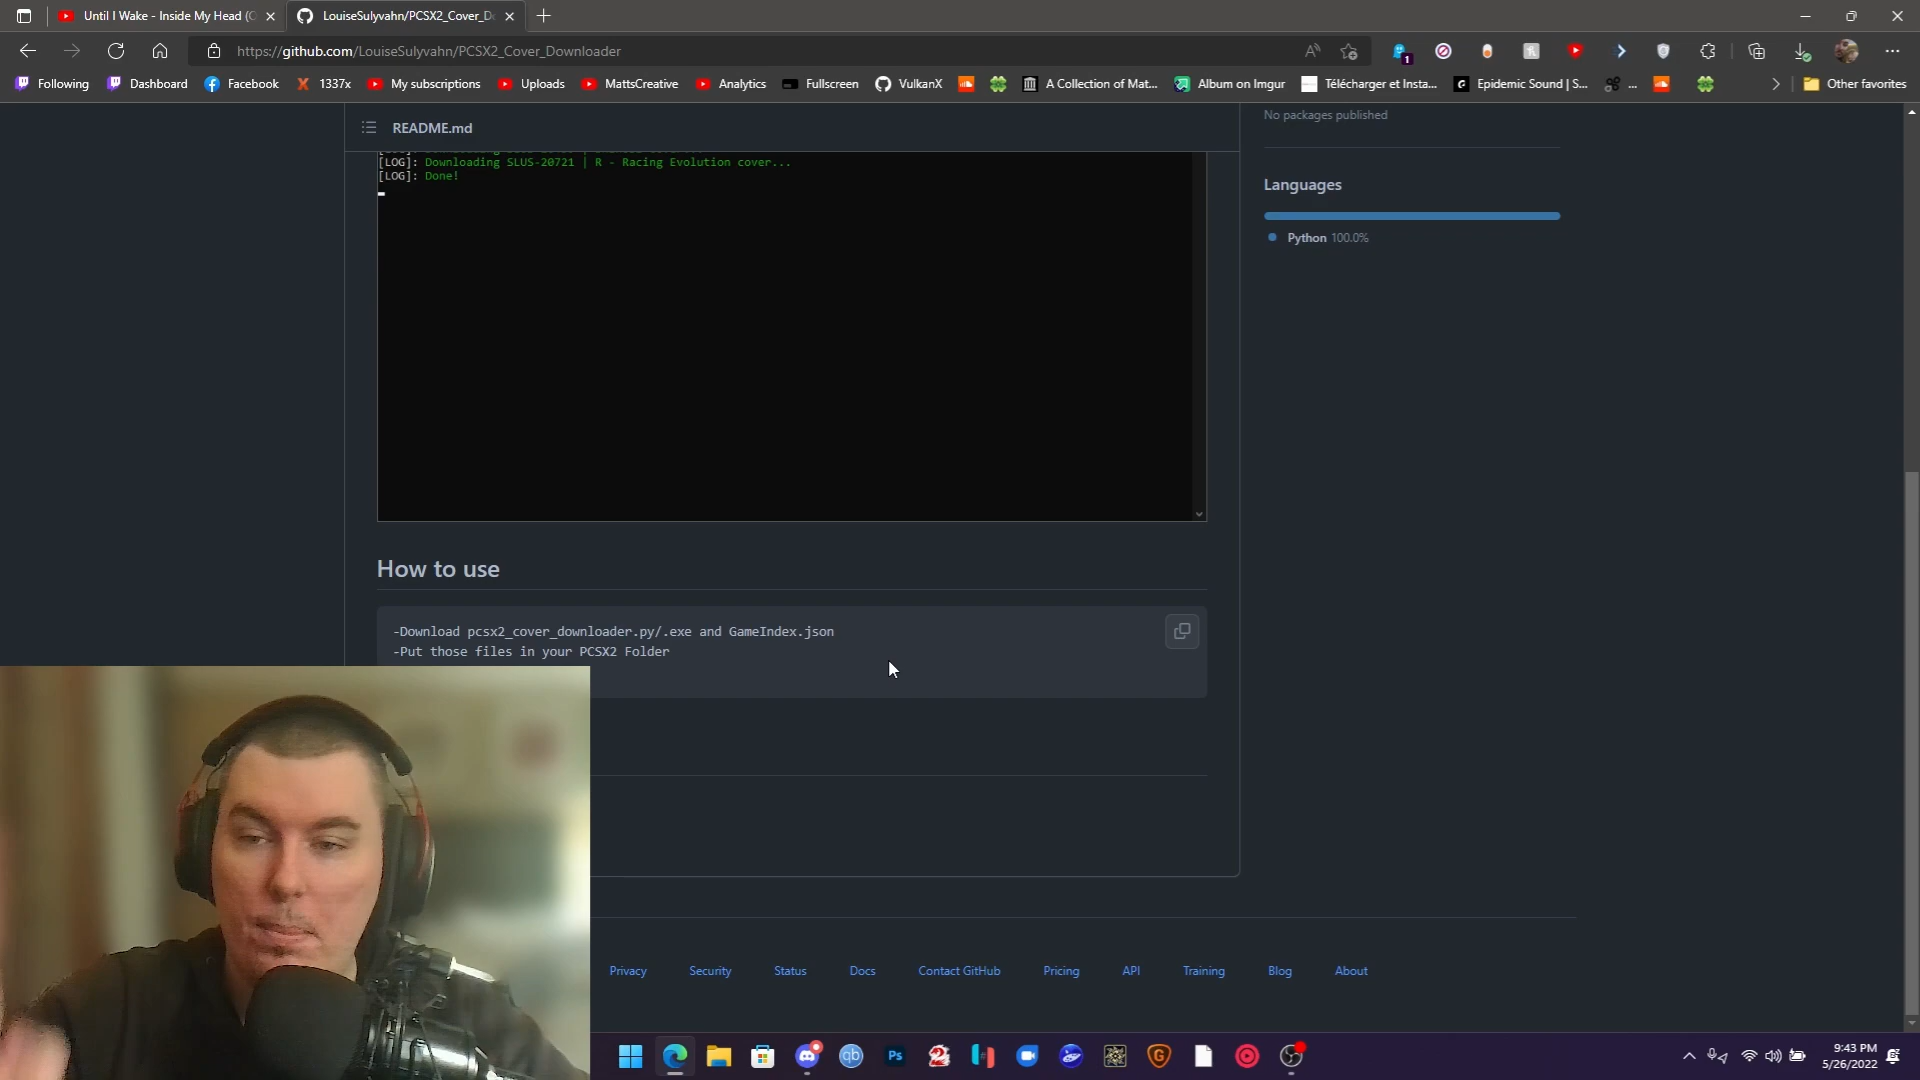 Until I Wake - Inside My Head (
LouiseSulyvahn/PCSX2_Cover_D
https://github.com/LouiseSulyvahn/PCSX2_Cover_Downloader
1
Following
Dashboard
Facebook
1337x
My subscriptions
Uploads
MattsCreative
Analytics
Fullscreen
VulkanX
A Collection of Mat...
Album on Imgur
Télécharger et Insta...
Epidemic Sound | S...
...
Other favorites
README.md
No packages published
[LOG]: Downloading SLUS-20721 | R - Racing Evolution cover...
[LOG]: Done!
Languages
Python 100.0%
How to use
-Download pcsx2_cover_downloader.py/.exe and GameIndex.json
-Put those files in your PCSX2 Folder
Privacy
Security
Status
Docs
Contact GitHub
Pricing
API
Training
Blog
About
qb
Ps
9:43 PM
5/26/2022